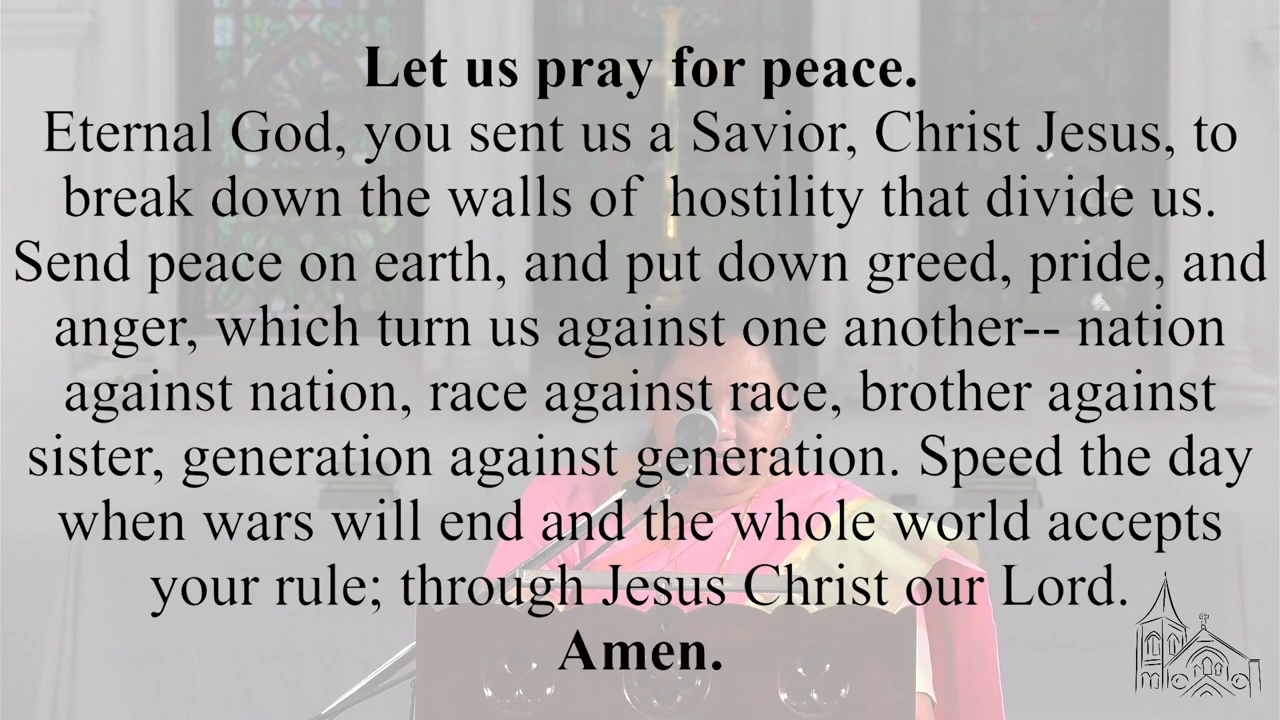 Let us pray for peace.
Eternal God, you sent us a Savior, Christ Jesus, to
break down the walls of  hostility that divide us.
Send peace on earth, and put down greed, pride, and
anger, which turn us against one another-- nation
against nation, race against race, brother against
sister, generation against generation. Speed the day
when wars will end and the whole world accepts
your rule; through Jesus Christ our Lord.
Amen.